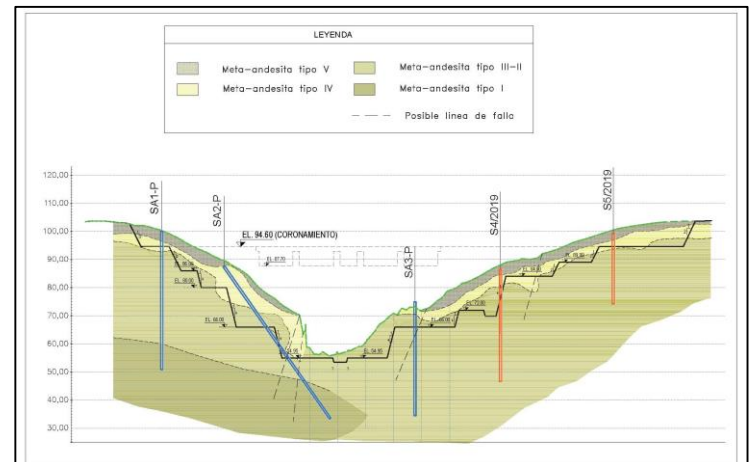 LEYENDA
Meta-andesita tipo V
Meta-andesita tipo III-II
Meta-andesita tipo IV
Meta-andesita tipo I
Posible linea de falla
120,00
110,00
100,00
90,00
80,00
70,00
60,00
50,00
40,00
30,00
SA1-P
SA2-P
EL. 94.60 (CORONAMIENTO)
SA3-P
S4/2019
S5/2019